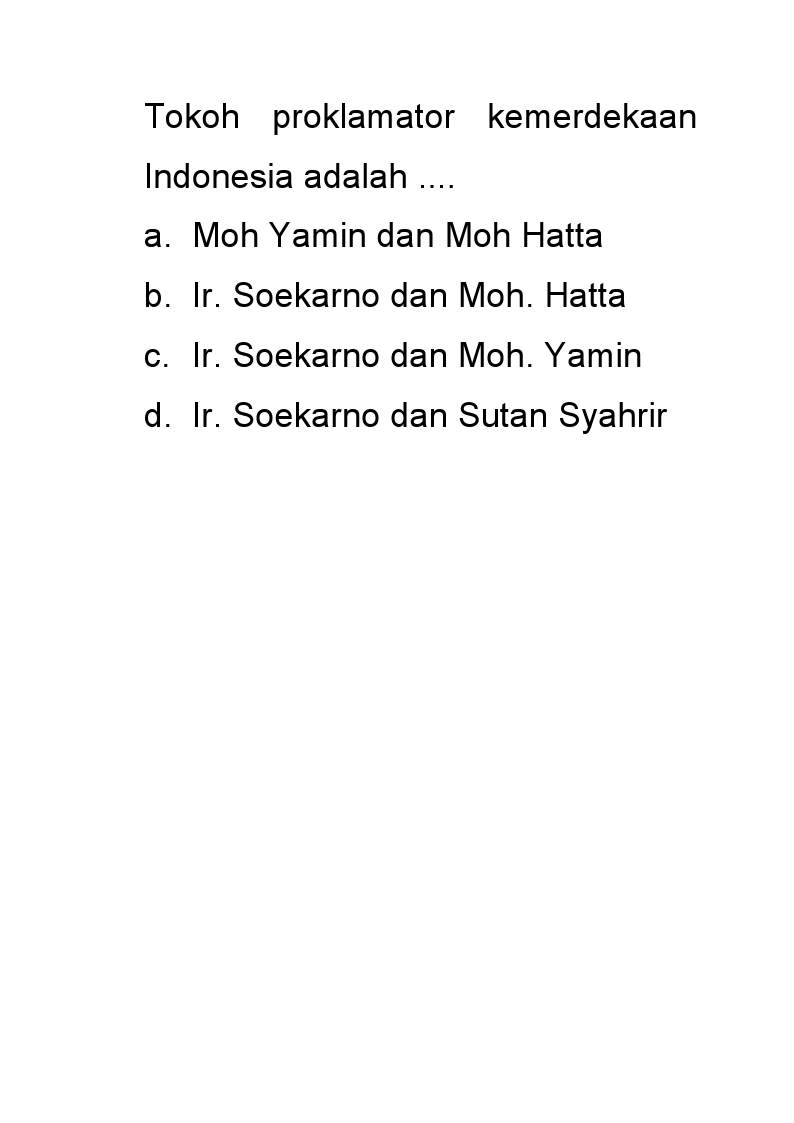 Tokoh proklamator kemerdekaan
Indonesia adalah ....
a. Moh Yamin dan Moh Hatta
b. Ir. Soekarno dan Moh. Hatta
c. Ir. Soekarno dan Moh. Yamin
d. Ir. Soekarno dan Sutan Syahrir